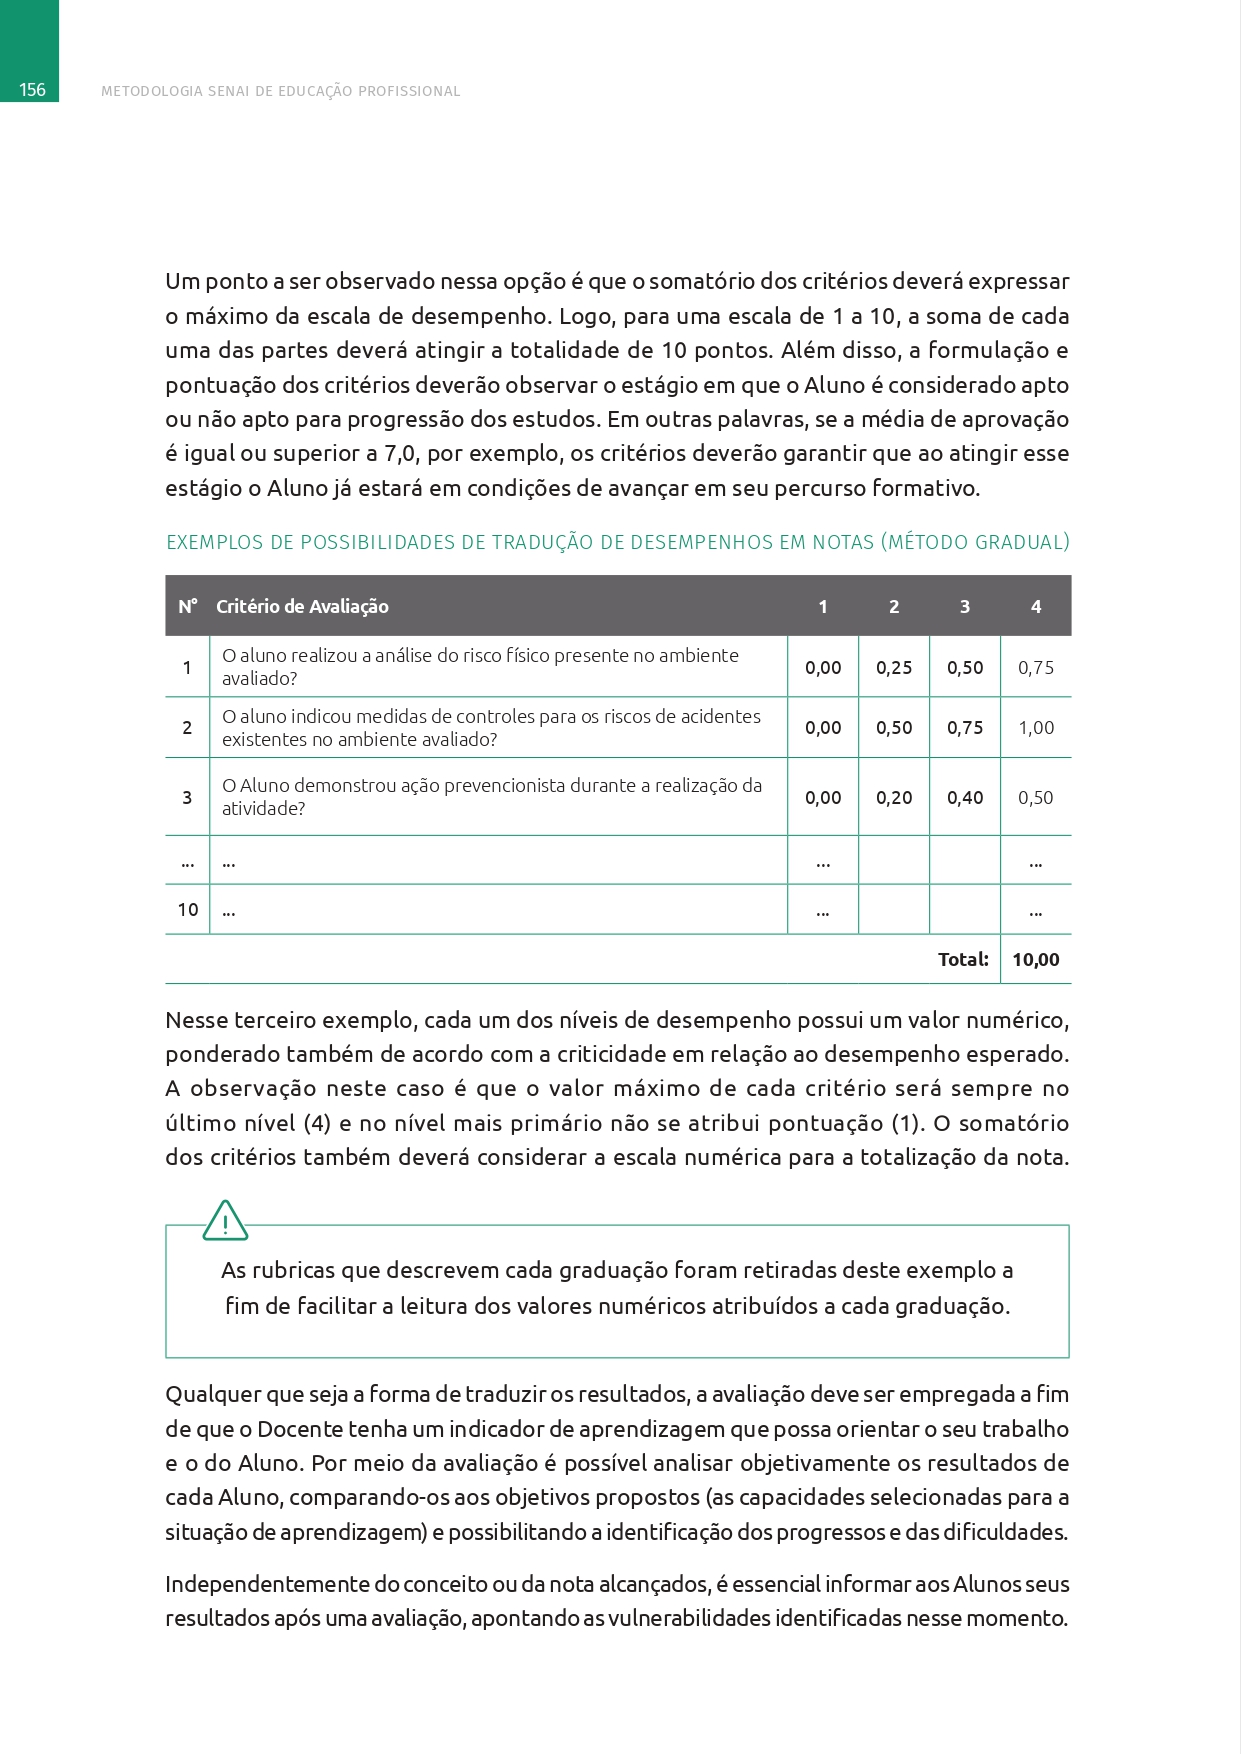 156
METODOLOGIA SENAI DE EDUCAÇÃO PROFISSIONAL
Um ponto a ser observado nessa opção é que o somatório dos critérios deverá expressar
o máximo da escala de desempenho. Logo, para uma escala de 1 a 10, a soma de cada
uma das partes deverá atingir a totalidade de 10 pontos. Além disso, a formulação e
pontuação dos critérios deverão observar o estágio em que o Aluno é considerado apto
ou não apto para progressão dos estudos. Em outras palavras, se a média de aprovação
é igual ou superior a 7,0, por exemplo, os critérios deverão garantir que ao atingir esse
estágio o Aluno já estará em condições de avançar em seu percurso formativo.
EXEMPLOS DE POSSIBILIDADES DE TRADUÇÃO DE DESEMPENHOS EM NOTAS (MÉTODO GRADUAL)
N° Critério de Avaliação 1 2 3 4
1 O aluno realizou a análise do risco físico presente no ambiente
avaliado? 0,00 0,25 0,50 0,75
2 O aluno indicou medidas de controles para os riscos de acidentes
existentes no ambiente avaliado? 0,00 0,50 0,75 1,00
3 O Aluno demonstrou ação prevencionista durante a realização da
atividade? 0,00 0,20 0,40 0,50
... ... ... ...
10 ... ... ...
Total: 10,00
Nesse terceiro exemplo, cada um dos níveis de desempenho possui um valor numérico,
ponderado também de acordo com a criticidade em relação ao desempenho esperado.
A observação neste caso é que o valor máximo de cada critério será sempre no
último nível (4) e no nível mais primário não se atribui pontuação (1). O somatório
dos critérios também deverá considerar a escala numérica para a totalização da nota.
As rubricas que descrevem cada graduação foram retiradas deste exemplo a
fim de facilitar a leitura dos valores numéricos atribuídos a cada graduação.
Qualquer que seja a forma de traduzir os resultados, a avaliação deve ser empregada a fim
de que o Docente tenha um indicador de aprendizagem que possa orientar o seu trabalho
e o do Aluno. Por meio da avaliação é possível analisar objetivamente os resultados de
cada Aluno, comparando-os aos objetivos propostos (as capacidades selecionadas para a
situação de aprendizagem) e possibilitando a identificação dos progressos e das dificuldades.
Independentemente do conceito ou da nota alcançados, é essencial informar aos Alunos seus
resultados após uma avaliação, apontando as vulnerabilidades identificadas nesse momento.